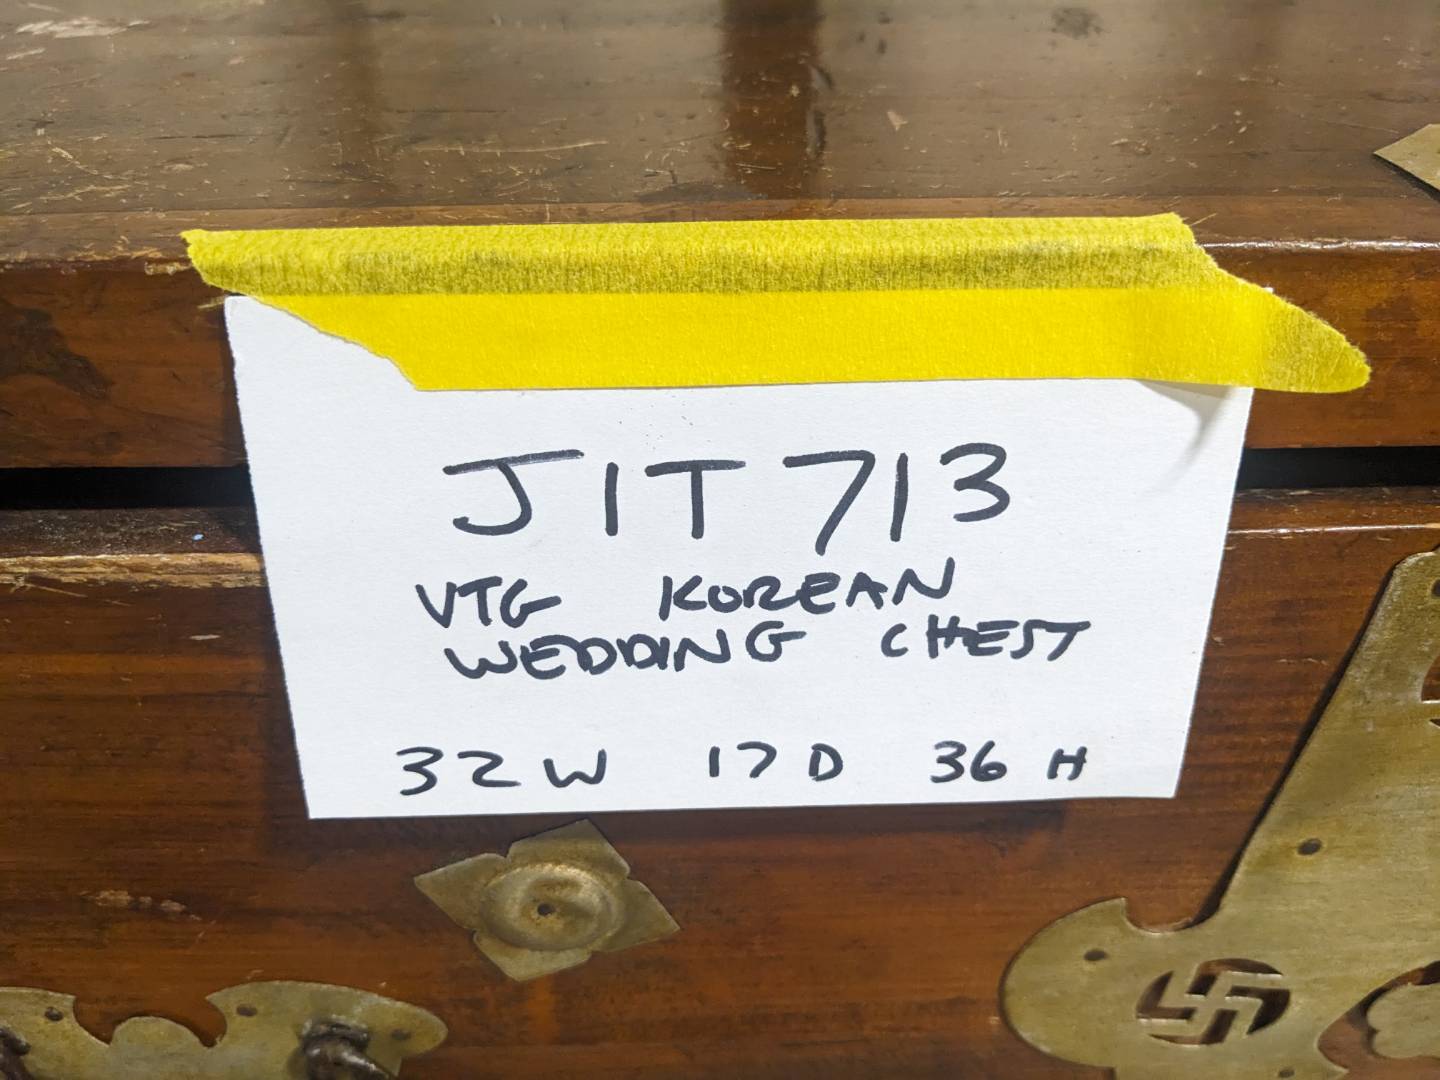 JIT713
VTG KOREAN
WEDDING CHEST
32W 17D 36H